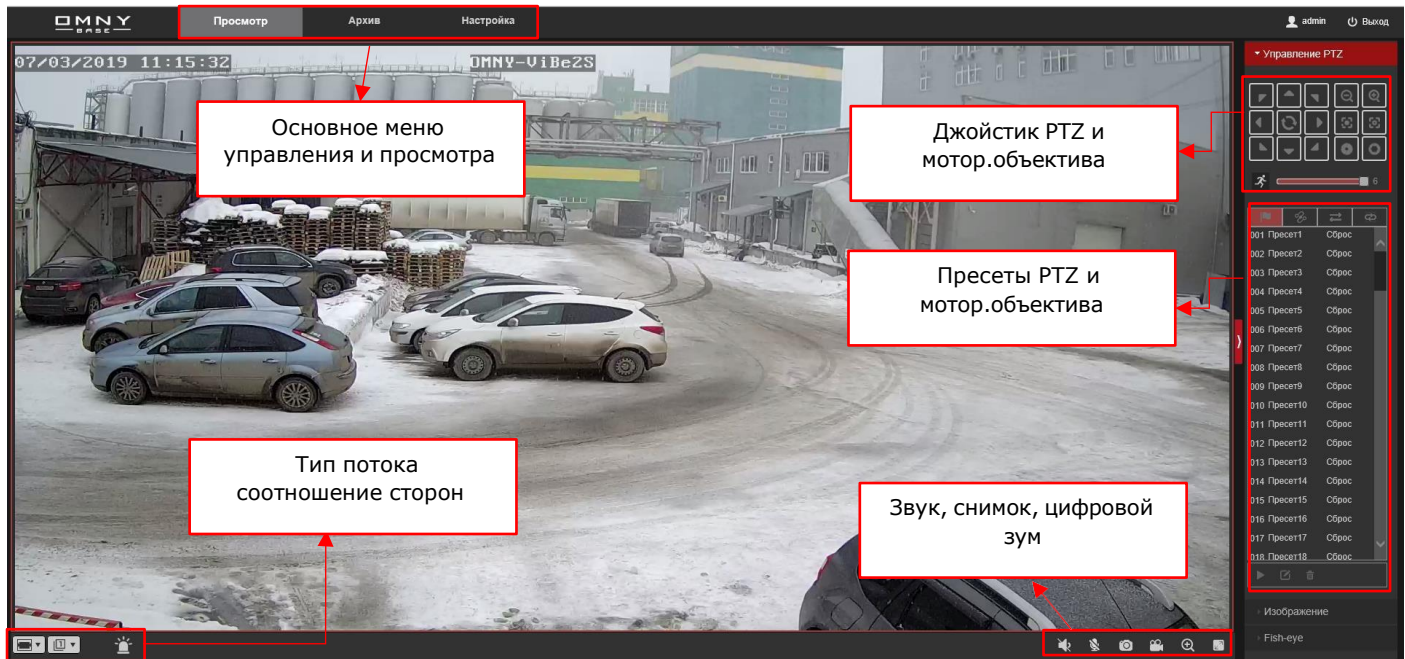 OMNY
BASE
Просмотр
Архив
Настройка
admin
Выход
07/03/2019 11:15:32
OMNY-ViBe2S
Управление PTZ
Основное меню
управления и просмотра
Джойстик PTZ и
мотор.объектива
6
Пресеты PTZ и
мотор.объектива
001 Пресет1 Сброс
002 Пресет2 Сброс
003 Пресет3 Сброс
004 Пресет4 Сброс
005 Пресет5 Сброс
006 Пресет6 Сброс
007 Пресет7 Сброс
008 Пресет8 Сброс
009 Пресет9 Сброс
010 Пресет10 Сброс
011 Пресет11 Сброс
012 Пресет12 Сброс
013 Пресет13 Сброс
014 Пресет14 Сброс
015 Пресет15 Сброс
016 Пресет16 Сброс
017 Пресет17 Сброс
018 Пресет18 Сброс
Тип потока
соотношение сторон
Звук, снимок, цифровой
зум
Изображение
Fish-eye
1